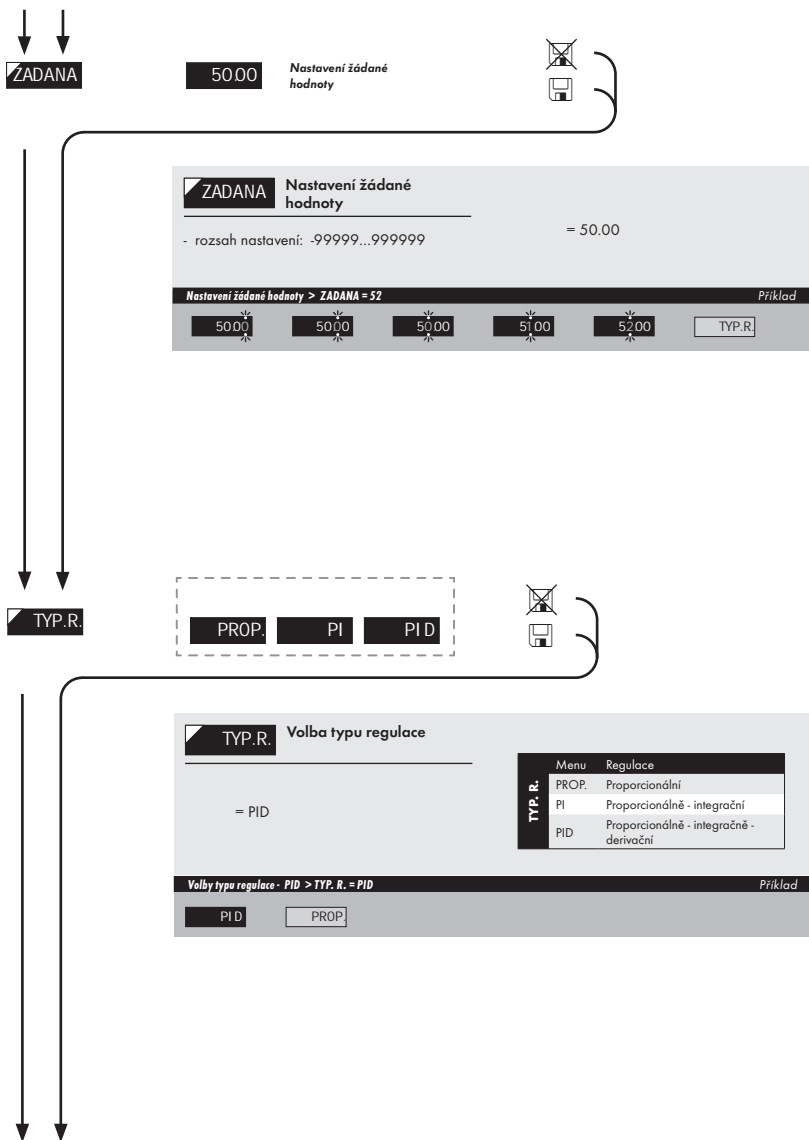 ZADANA
50.00
Nastavení žádané
hodnoty
ZADANA
Nastavení žádané
hodnoty
- rozsah nastavení: -99999...999999
= 50.00
Nastavení žádané hodnoty > ZADANA = 52
Příklad
50.00 50.00 50.00 51.00 52.00 TYP.R.
TYP.R.
PROP. PI PID
TYP.R.
Volba typu regulace
= PID
TYP. R.
Menu Regulace
PROP. Proporcionální
PI Proporcionálně - integrační
PID Proporcionálně - integračně -
derivační
Volby typu regulace - PID > TYP. R. = PID
Příklad
PID PROP.